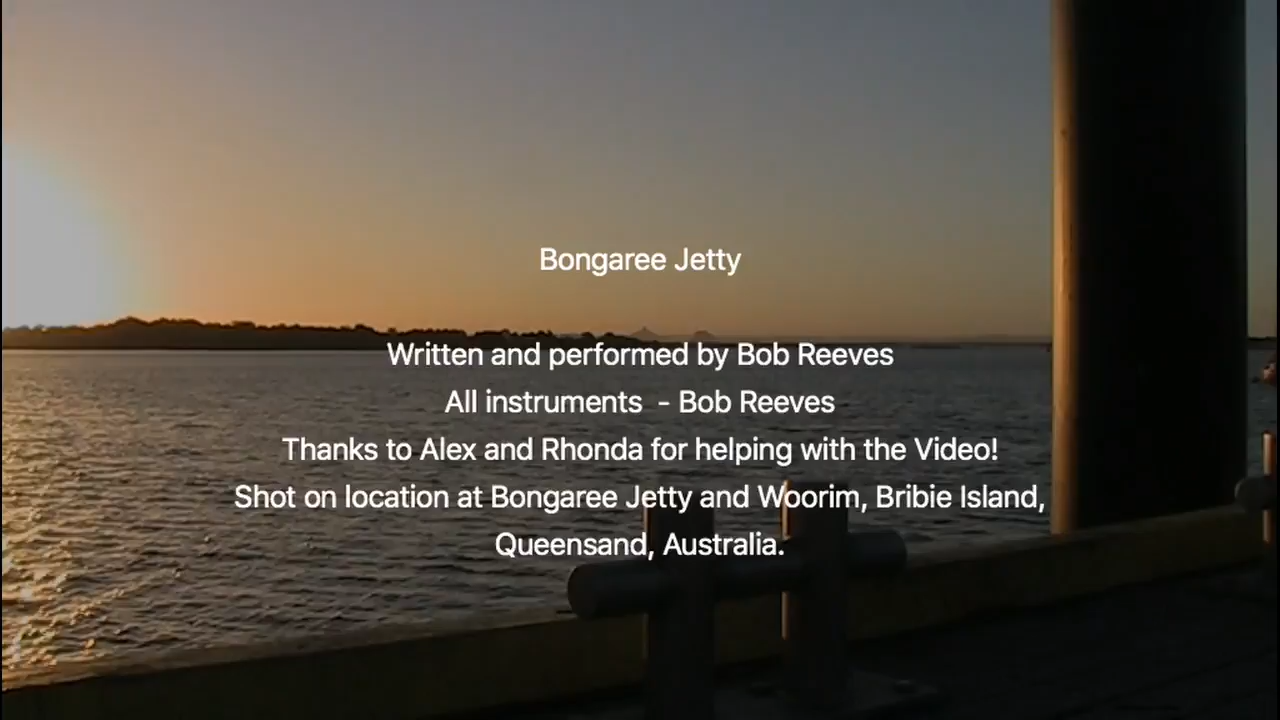 Bongaree Jetty
Written and performed by Bob Reeves
All instruments - Bob Reeves
Thanks to Alex and Rhonda for helping with the Video!
Shot on location at Bongaree Jetty and Woorim, Bribie Island,
Queensand, Australia.